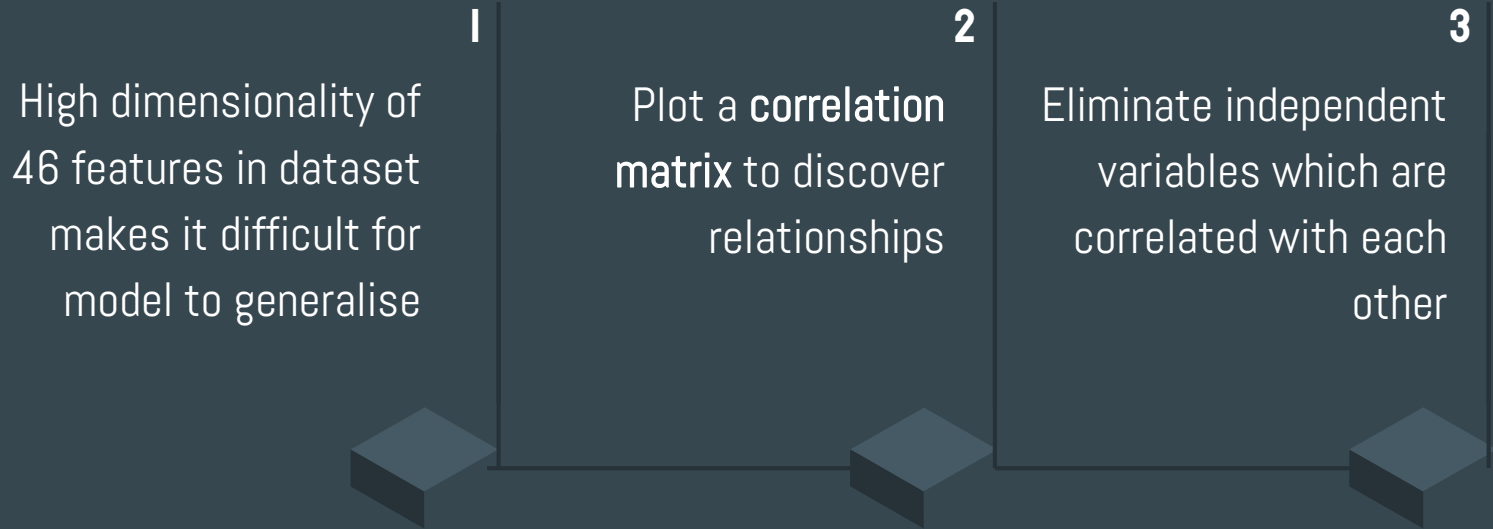 1
High dimensionality of
46 features in dataset
makes it difficult for
model to generalise
2
Plot a correlation
matrix to discover
relationships
3
Eliminate independent
variables which are
correlated with each
other